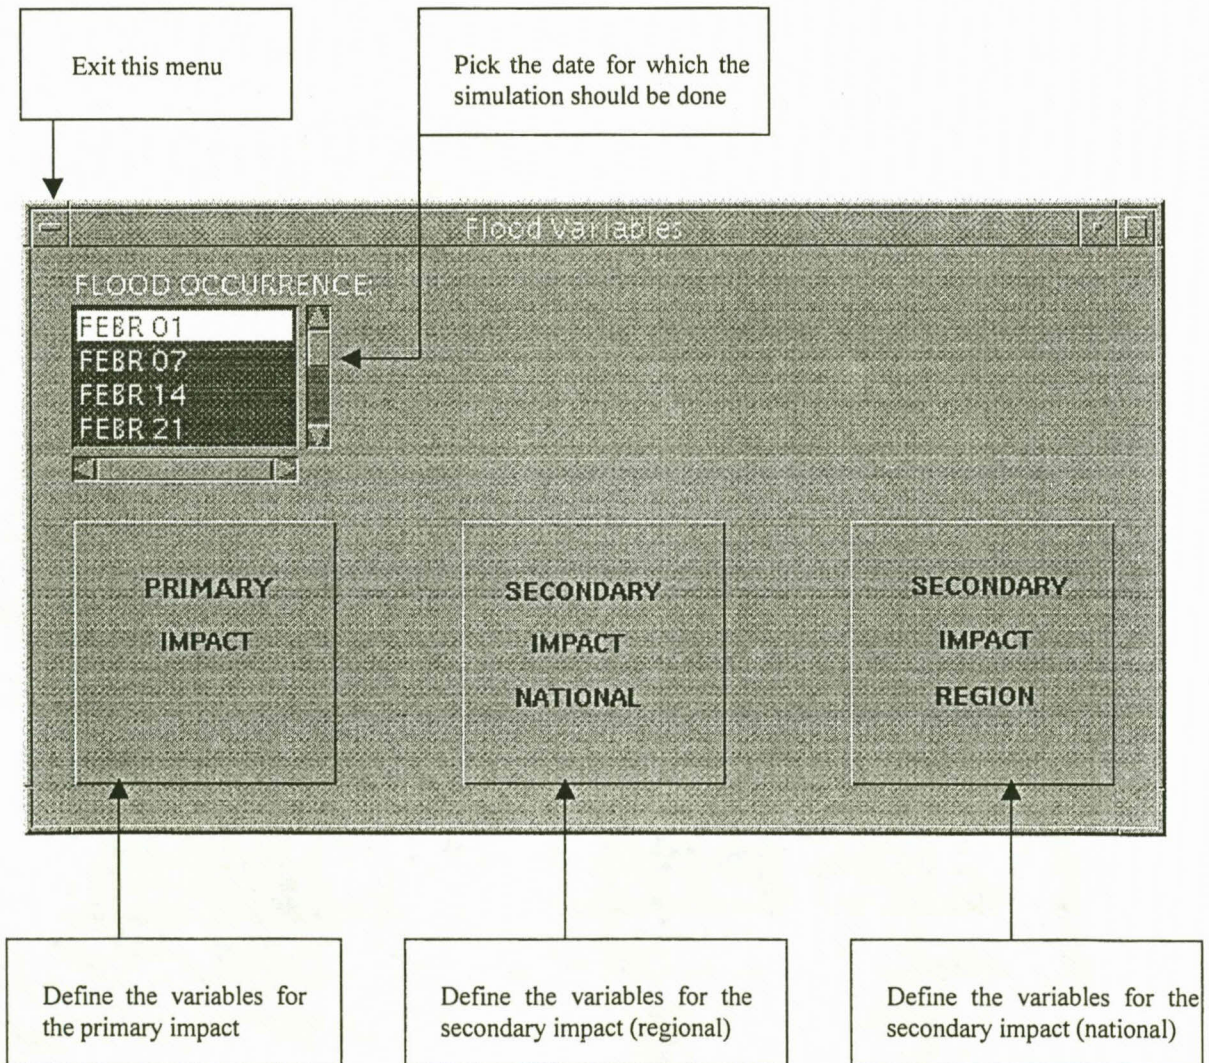 Exit this menu
Pick the date for which the
simulation should be done
Flood Variables
FLOOD OCCURRENCE:
FEBR 01
FEBR 07
FEBR 14
FEBR 21
PRIMARY
IMPACT
SECONDARY
IMPACT
NATIONAL
SECONDARY
IMPACT
REGION
Define the variables for
the primary impact
Define the variables for the
secondary impact (regional)
Define the variables for the
secondary impact (national)